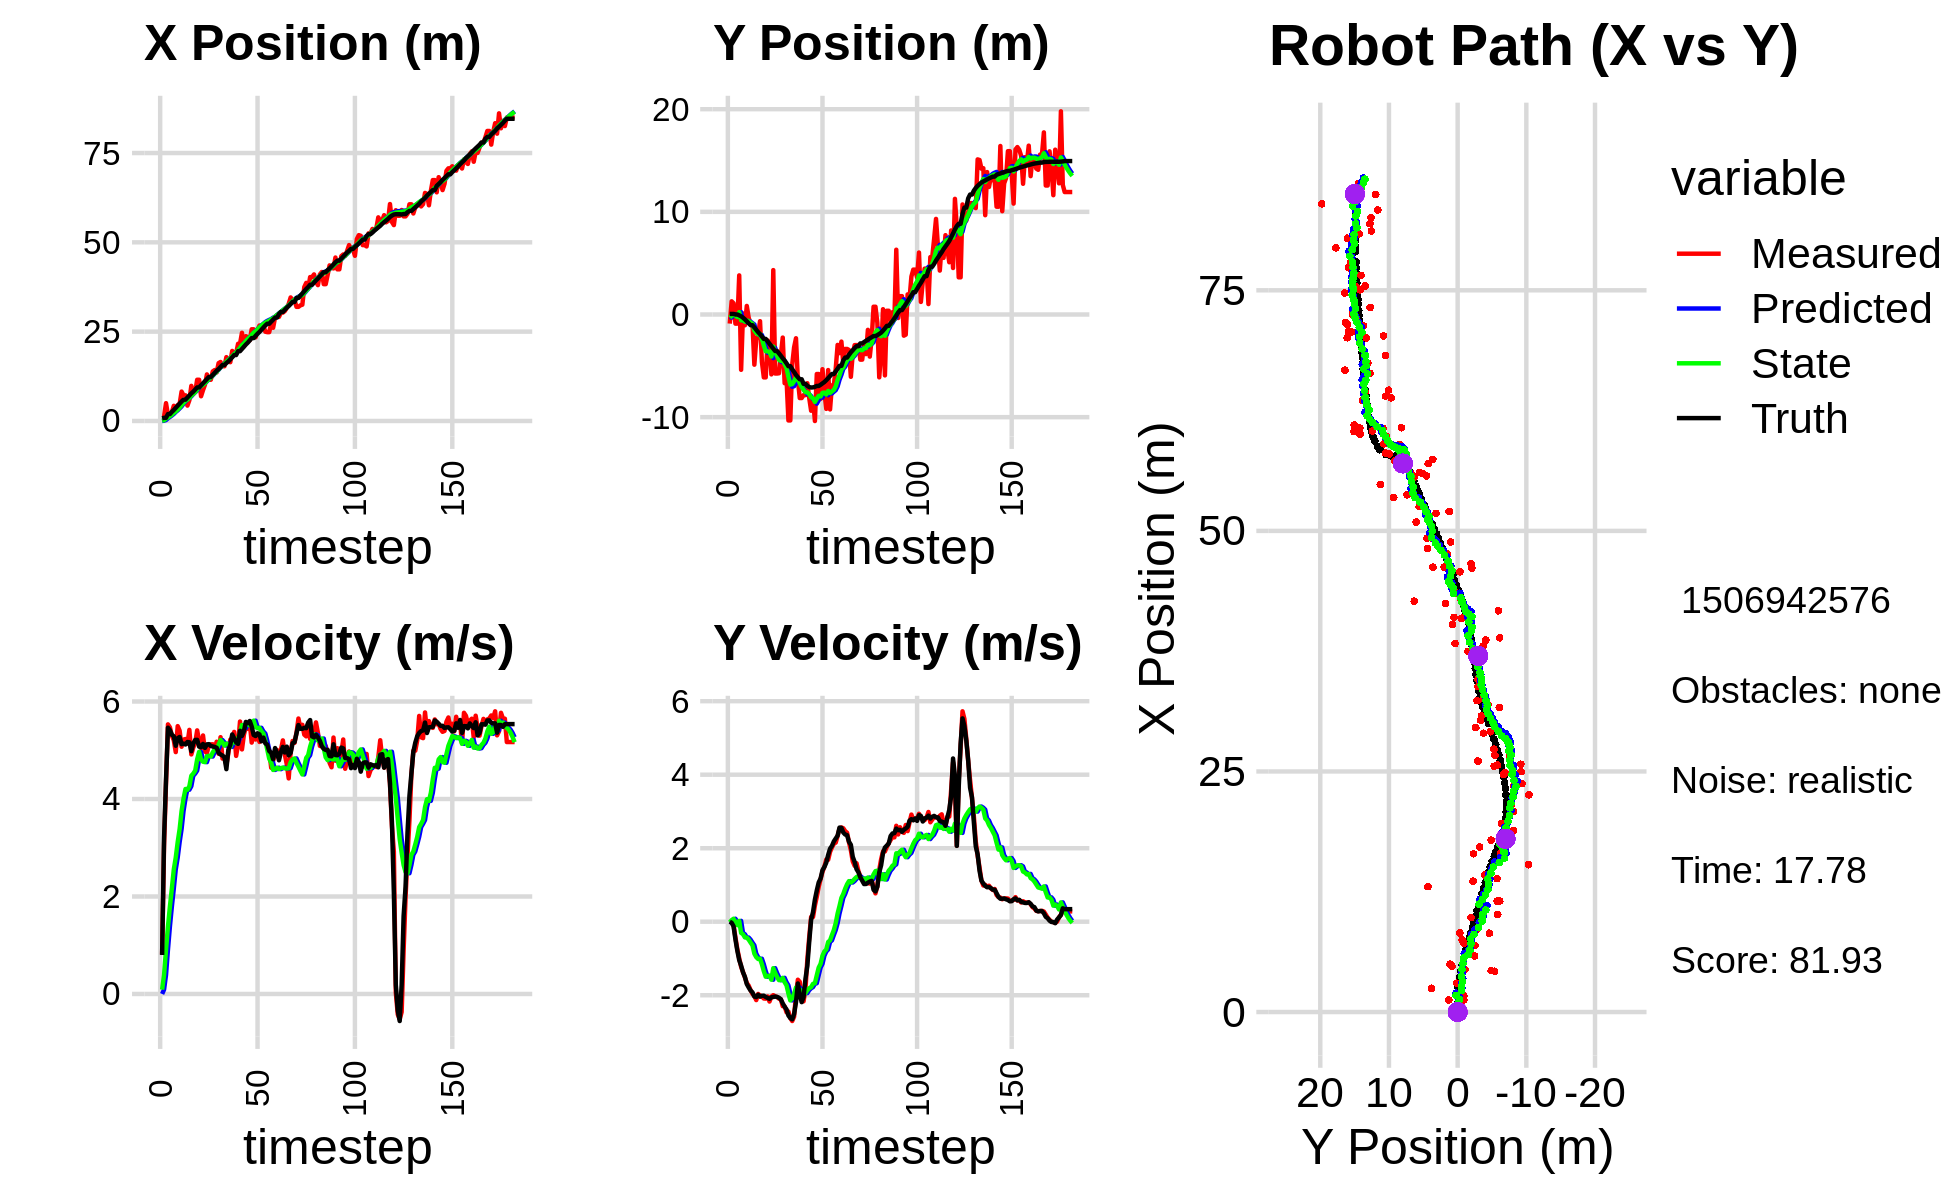 X Position (m)
75
50
25
0
0
50
100
150
timestep
Y Position (m)
20
10
0
-10
0
50
100
150
timestep
X Velocity (m/s)
6
4
2
0
0
50
100
150
timestep
Y Velocity (m/s)
6
4
2
0
-2
0
50
100
150
timestep
Robot Path (X vs Y)
X Position (m)
75
50
25
0
20 10 0 -10 -20
Y Position (m)
variable
Measured
Predicted
State
Truth
1506942576
Obstacles: none
Noise: realistic
Time: 17.78
Score: 81.93